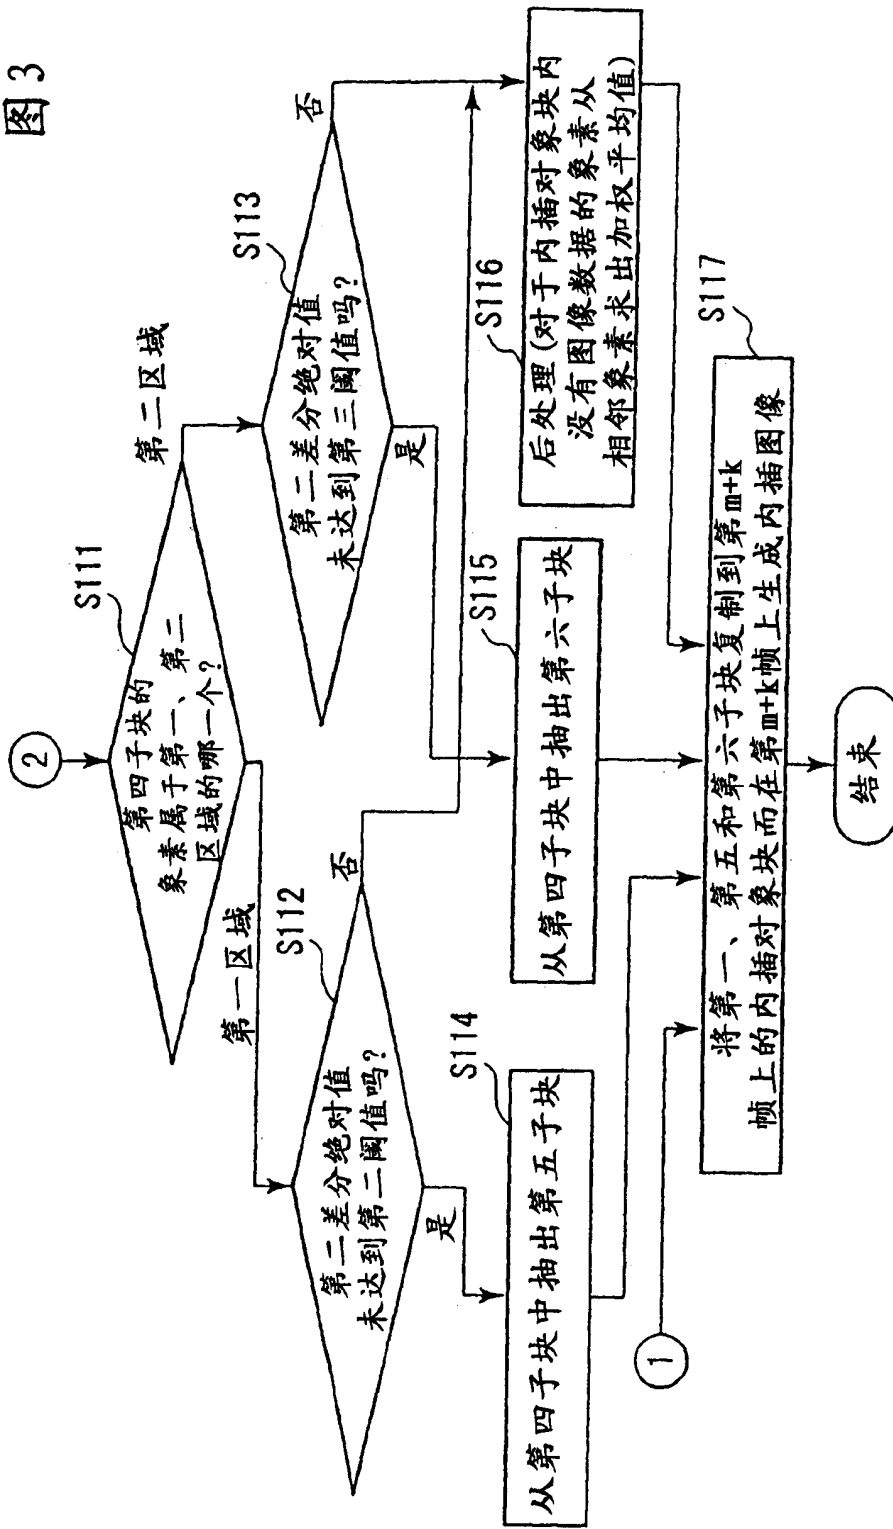 图3
2
S111
第四子块的
象素属于第一、第二
区域的哪一个?
第一区域
第二区域
S112
第二差分绝对值
未达到第二阈值吗?
否
是
S113
第二差分绝对值
未达到第三阈值吗?
否
是
S114
从第四子块中抽出第五子块
S115
从第四子块中抽出第六子块
S116
后处理(对于内插对象块内
没有图像数据的象素从
相邻象素求出加权平均值)
1
S117
将第一、第五和第六子块复制到第m+k
帧上的内插对象块而在第m+k帧上生成内插图像
结束